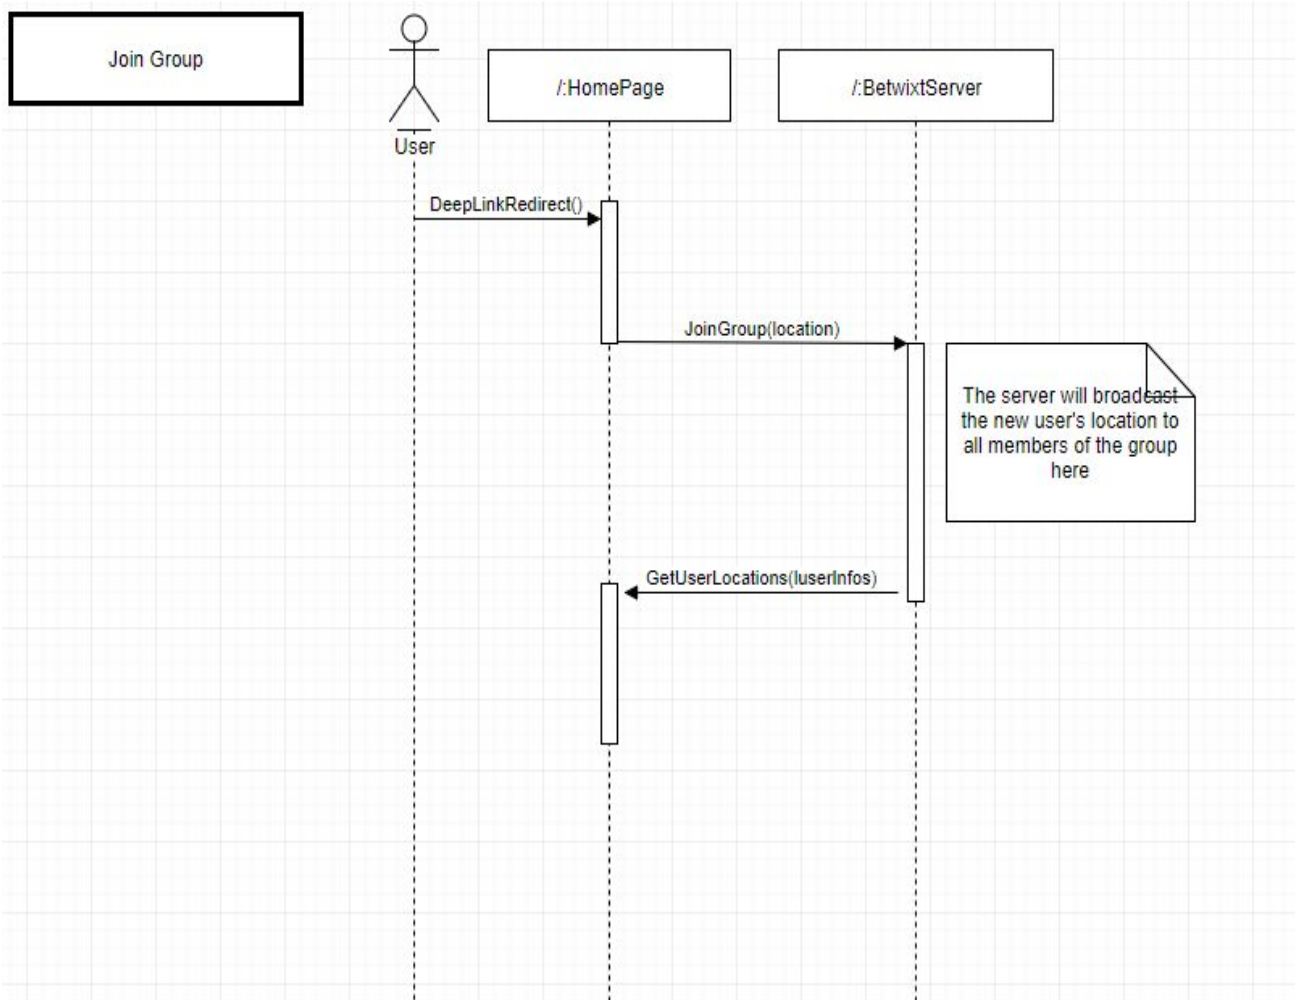 Join Group
/:HomePage
/:BetwixtServer
User
DeepLinkRedirect()
JoinGroup(location)
The server will broadcast
the new user's location to
all members of the group
here
GetUserLocations(IuserInfos)